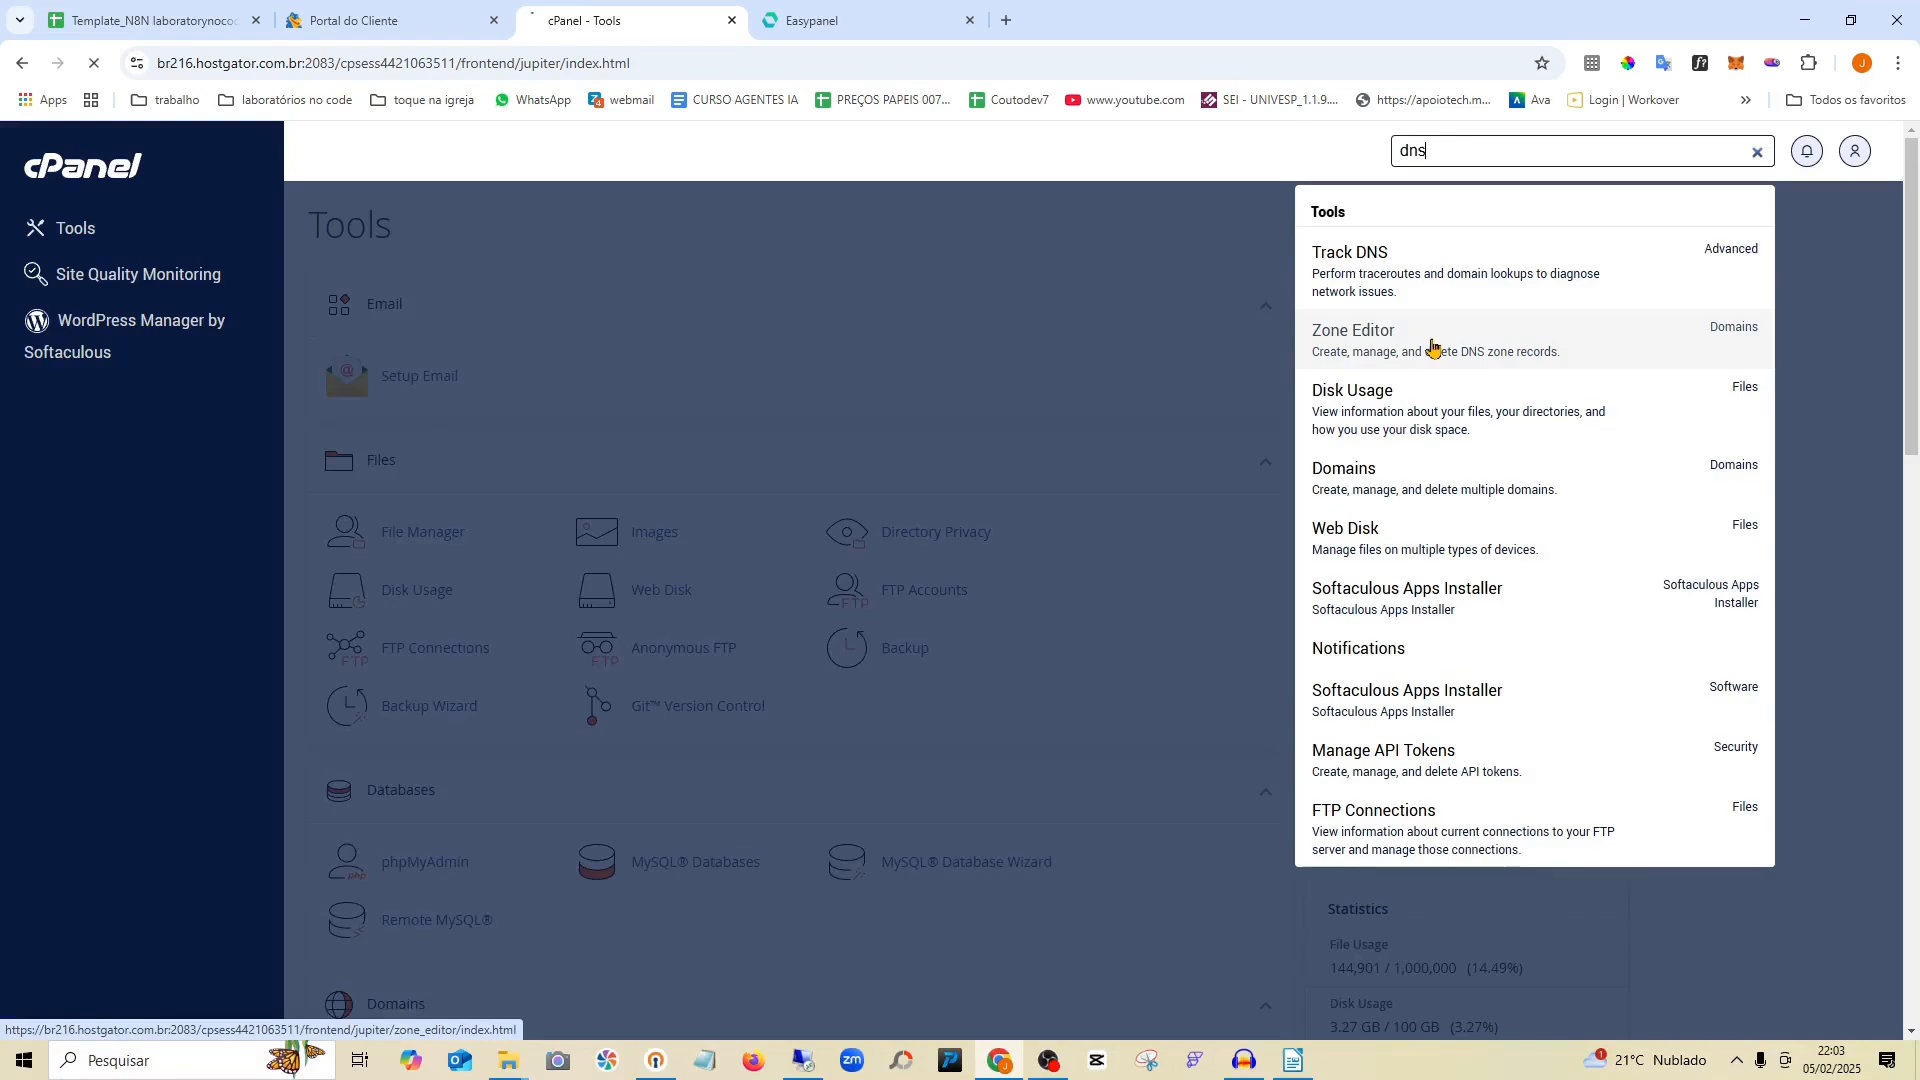 Template_N8N laboratorynocod
Portal do Cliente
cPanel - Tools
Easypanel
br216.hostgator.com.br:2083/cpsess4421063511/frontend/jupiter/index.html
Apps
trabalho
laboratórios no code
toque na igreja
WhatsApp
webmail
CURSO AGENTES IA
PREÇOS PAPEIS 007...
Coutodev7
www.youtube.com
SEI - UNIVESP_1.1.9....
https://apoiotech.m...
Ava
Login | Workover
Todos os favoritos
cPanel
dns
Tools
Site Quality Monitoring
WordPress Manager by
Softaculous
Tools
Email
Setup Email
Files
File Manager
Images
Directory Privacy
Disk Usage
Web Disk
FTP Accounts
FTP Connections
Anonymous FTP
Backup
Backup Wizard
Git™ Version Control
Databases
phpMyAdmin
MySQL® Databases
MySQL® Database Wizard
Remote MySQL®
Domains
Tools
Track DNS
Advanced
Perform traceroutes and domain lookups to diagnose
network issues.
Zone Editor
Domains
Create, manage, and delete DNS zone records.
Disk Usage
Files
View information about your files, your directories, and
how you use your disk space.
Domains
Domains
Create, manage, and delete multiple domains.
Web Disk
Files
Manage files on multiple types of devices.
Softaculous Apps Installer
Softaculous Apps
Installer
Softaculous Apps Installer
Notifications
Softaculous Apps Installer
Software
Softaculous Apps Installer
Manage API Tokens
Security
Create, manage, and delete API tokens.
FTP Connections
Files
View information about current connections to your FTP
server and manage those connections.
Statistics
File Usage
144,901 / 1,000,000 (14.49%)
Disk Usage
3.27 GB / 100 GB (3.27%)
https://br216.hostgator.com.br:2083/cpsess4421063511/frontend/jupiter/zone_editor/index.html
Pesquisar
21°C Nublado
22:03
05/02/2025